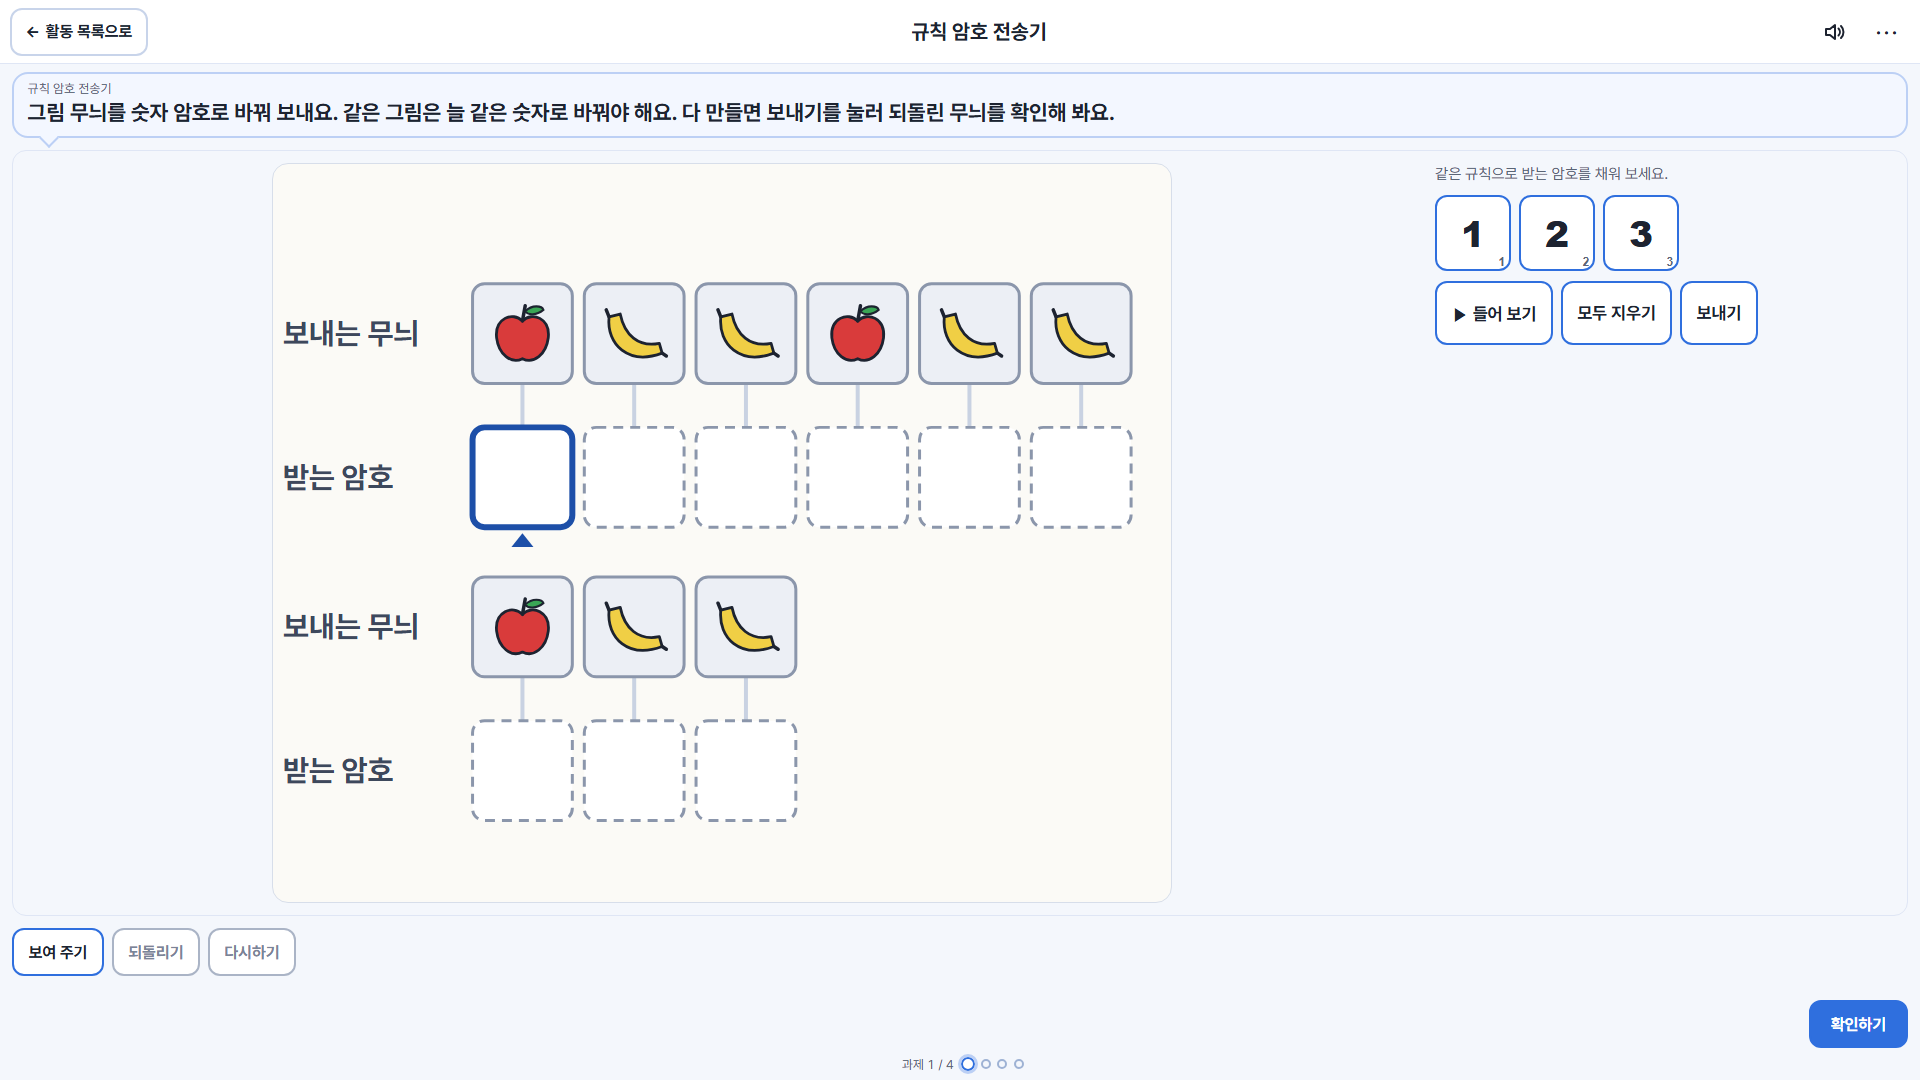 ← 활동 목록으로
규칙 암호 전송기
규칙 암호 전송기
그림 무늬를 숫자 암호로 바꿔 보내요. 같은 그림은 늘 같은 숫자로 바꿔야 해요. 다 만들면 보내기를 눌러 되돌린 무늬를 확인해 봐요.
같은 규칙으로 받는 암호를 채워 보세요.
1 1 2 2 3 3
▶ 들어 보기 모두 지우기 보내기
보내는 무늬
받는 암호
보내는 무늬
받는 암호
보여 주기 되돌리기 다시하기
확인하기
과제 1 / 4